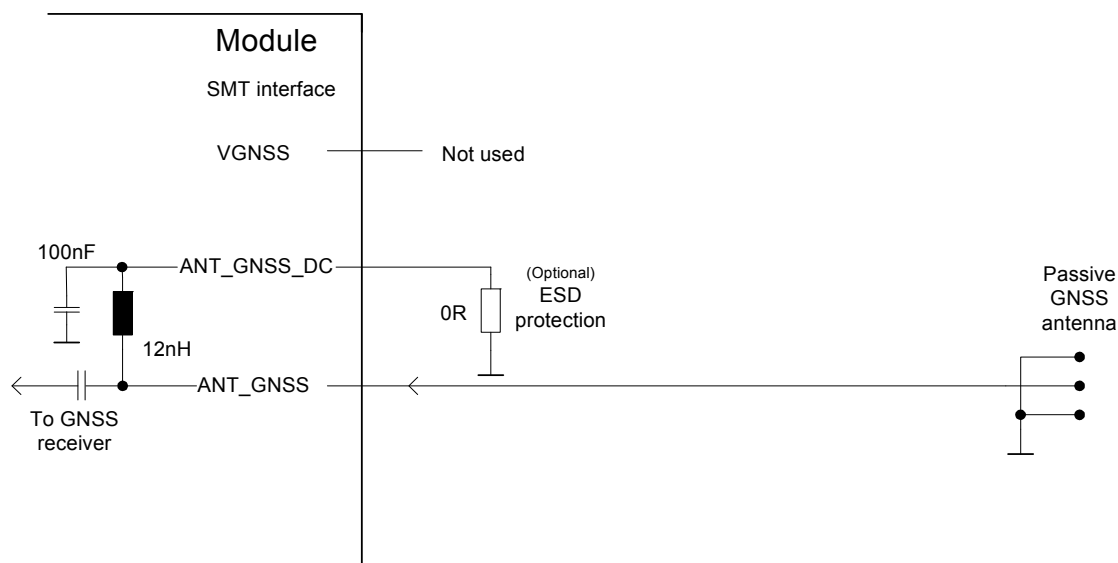 Module
SMT interface
VGNSS
Not used
100nF
ANT_GNSS_DC
(Optional)
ESD
protection
0R
Passive
GNSS
antenna
12nH
ANT_GNSS
To GNSS
receiver